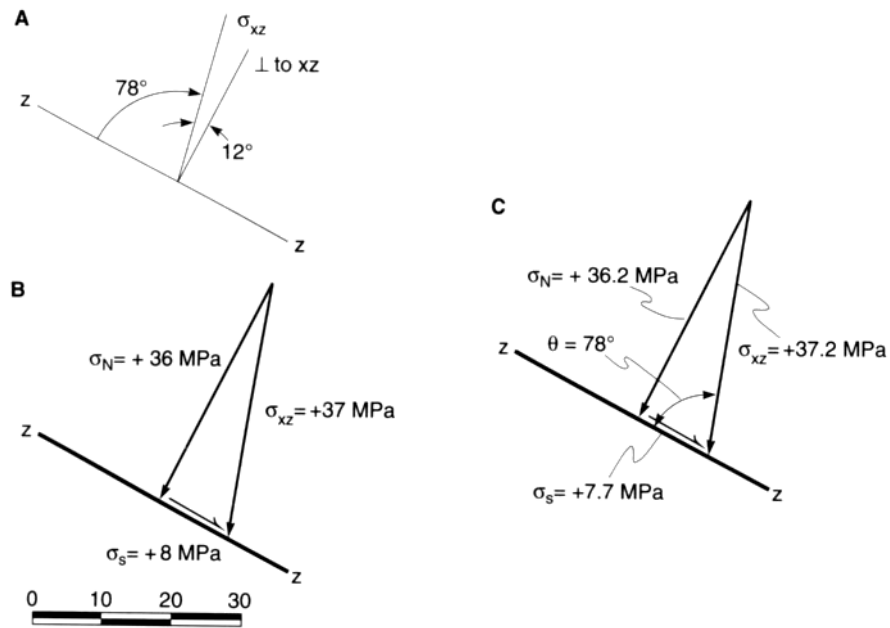 A
σxz
⊥ to xz
78°
z
12°
z
B
σN= + 36 MPa
σxz= +37 MPa
z
σs= + 8 MPa
z
0 10 20 30
C
σN= + 36.2 MPa
θ = 78°
σxz= +37.2 MPa
z
σs= +7.7 MPa
z